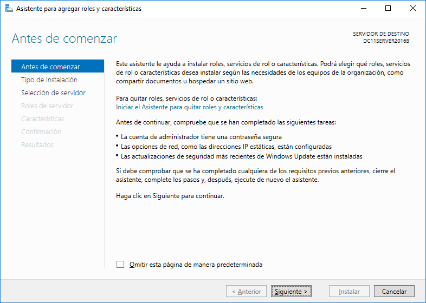 Asistente para agregar roles y características
Antes de comenzar
SERVIDOR DE DESTINO
DC11SERVER2016B
Antes de comenzar
Tipo de instalación
Selección de servidor
Roles de servidor
Características
Confirmación
Resultados
Este asistente le ayuda a instalar roles, servicios de rol o características. Podrá elegir qué roles, servicios
de rol o características desea instalar según las necesidades de los equipos de la organización, como
compartir documentos u hospedar un sitio web.
Para quitar roles, servicios de rol o características:
Iniciar el Asistente para quitar roles y características
Antes de continuar, compruebe que se han completado las siguientes tareas:
• La cuenta de administrador tiene una contraseña segura
• Las opciones de red, como las direcciones IP estáticas, están configuradas
• Las actualizaciones de seguridad más recientes de Windows Update están instaladas
Si debe comprobar que se ha completado cualquiera de los requisitos previos anteriores, cierre el
asistente, complete los pasos y, después, ejecute de nuevo el asistente.
Haga clic en Siguiente para continuar.
Omitir esta página de manera predeterminada
< Anterior
Siguiente >
Instalar
Cancelar